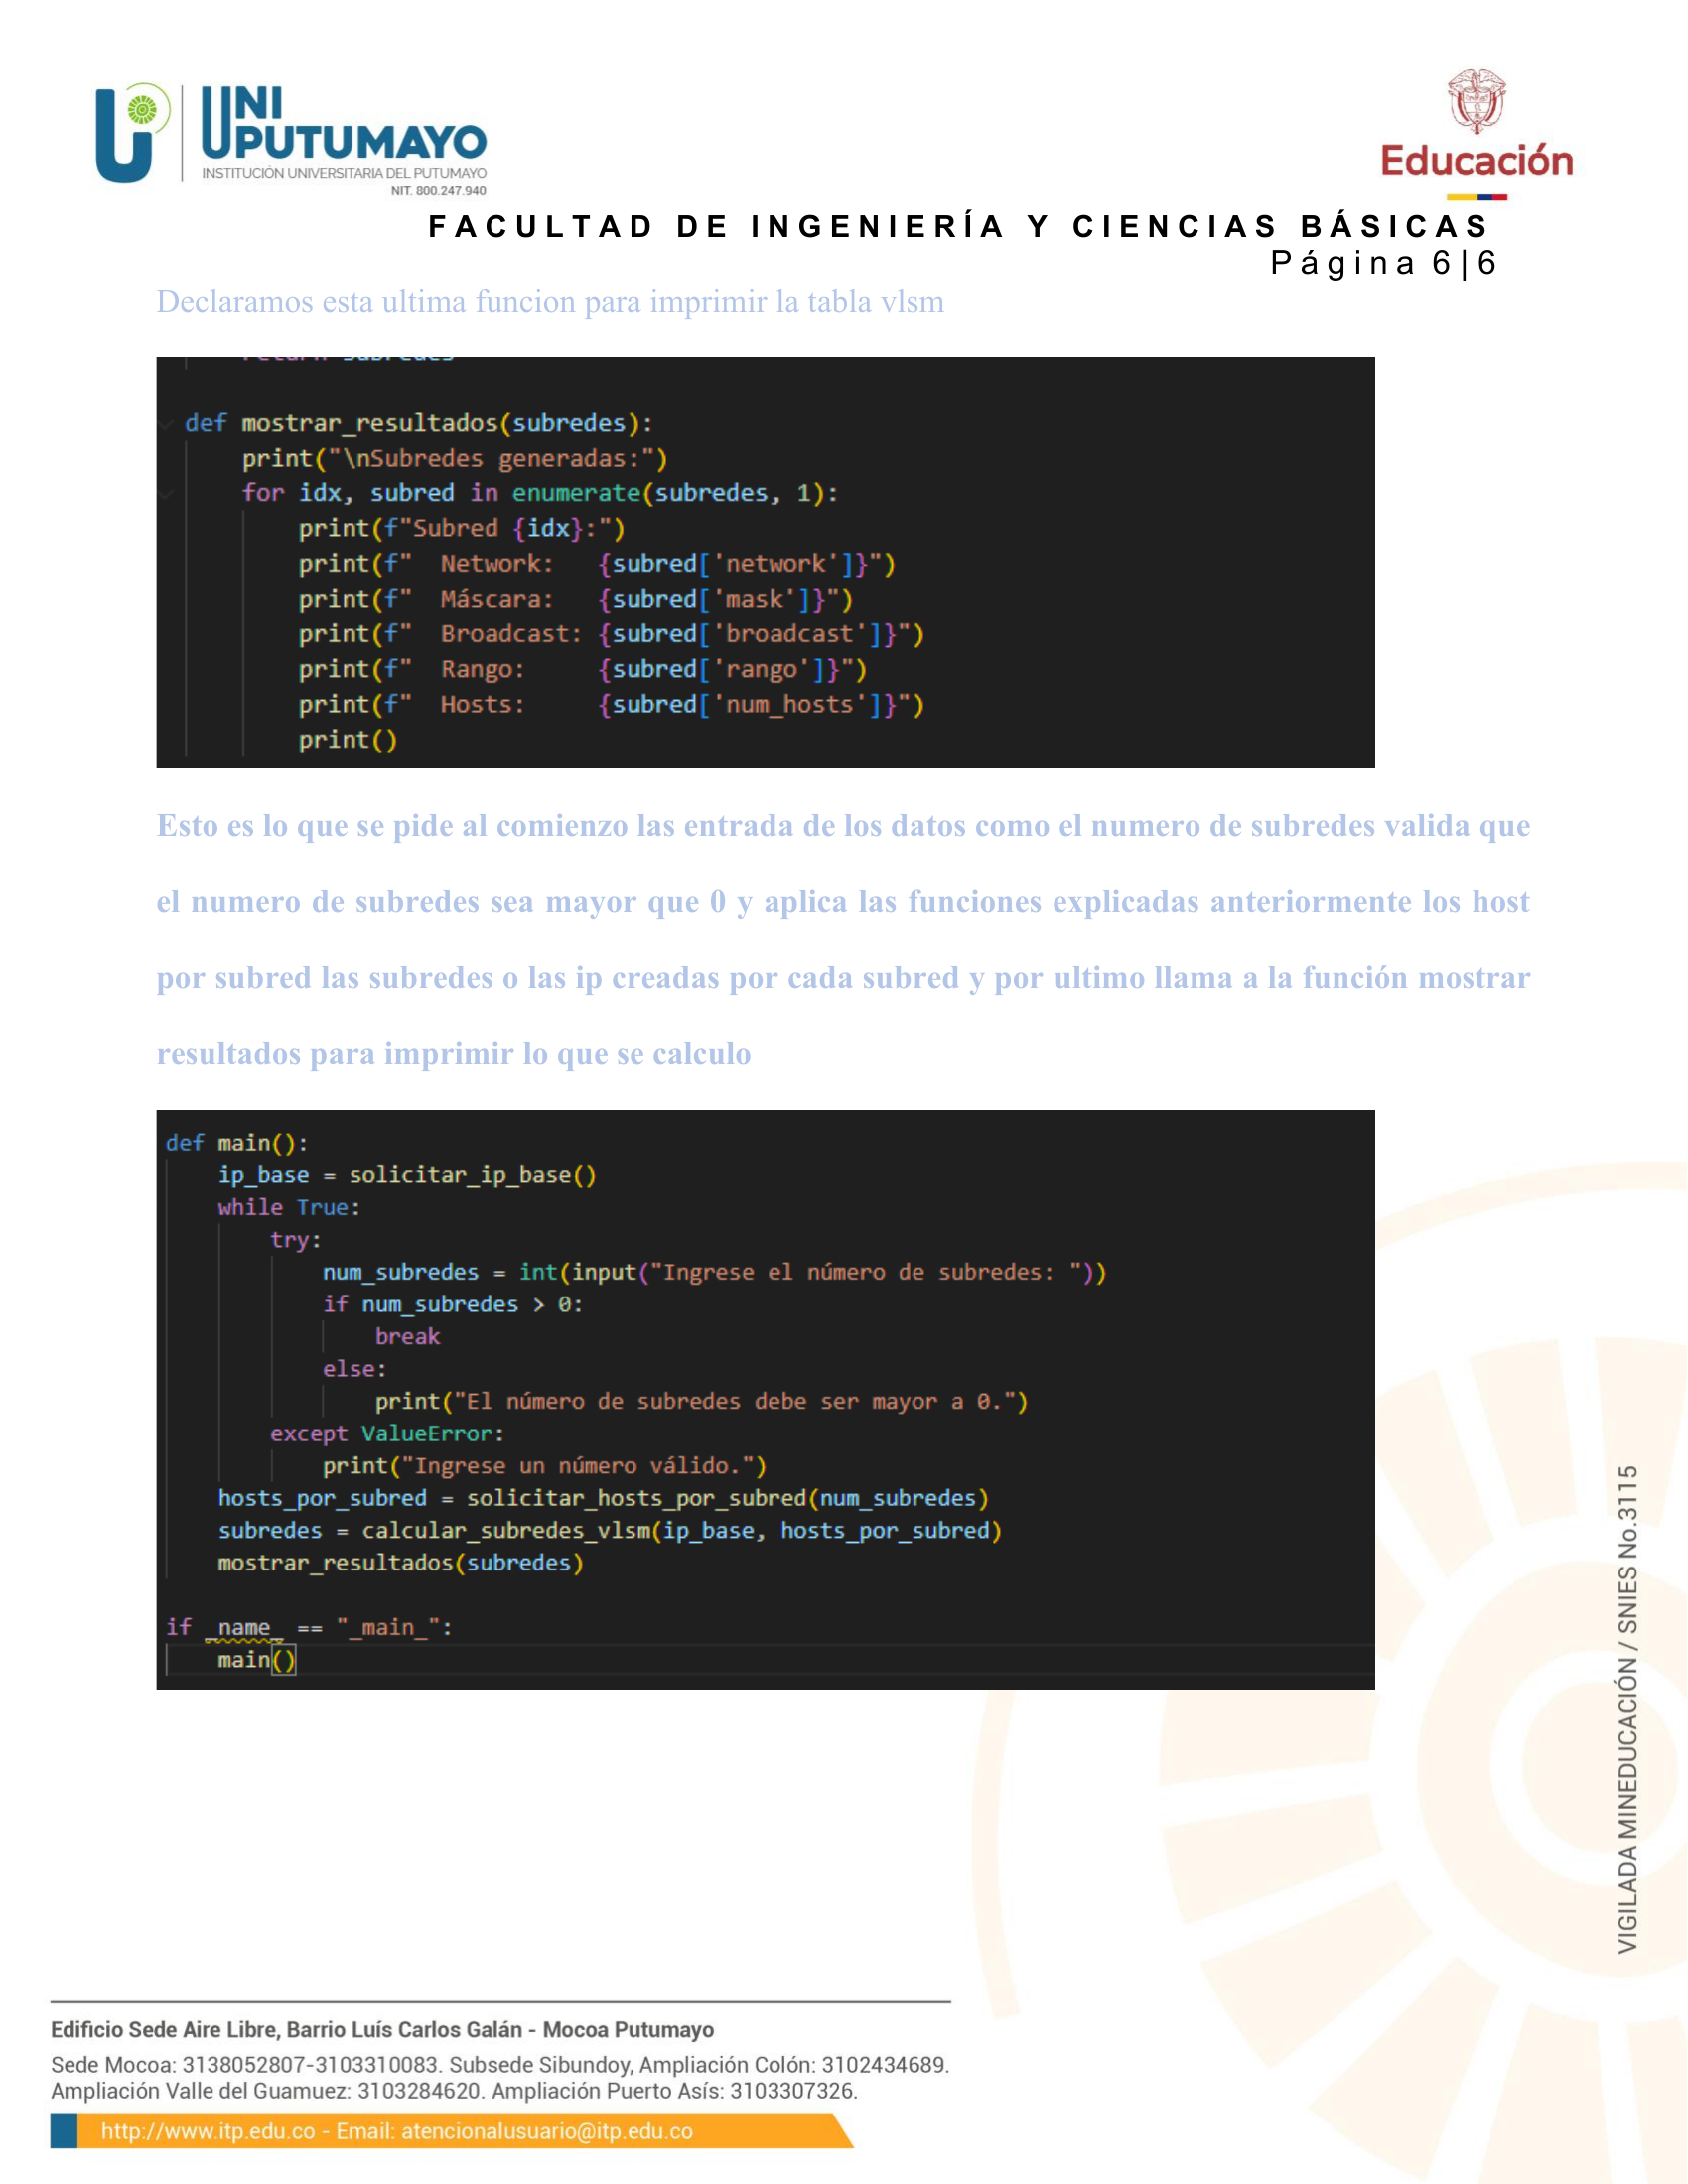 UNI
PUTUMAYO
INSTITUCIÓN UNIVERSITARIA DEL PUTUMAYO
NIT. 800.247.940
Educación
FACULTAD DE INGENIERÍA Y CIENCIAS BÁSICAS
Página 6|6
Declaramos esta ultima funcion para imprimir la tabla vlsm
return subredes
def mostrar_resultados(subredes):
    print("\nSubredes generadas:")
    for idx, subred in enumerate(subredes, 1):
        print(f"Subred {idx}:")
        print(f"  Network:   {subred['network']}")
        print(f"  Máscara:   {subred['mask']}")
        print(f"  Broadcast: {subred['broadcast']}")
        print(f"  Rango:     {subred['rango']}")
        print(f"  Hosts:     {subred['num_hosts']}")
        print()
Esto es lo que se pide al comienzo las entrada de los datos como el numero de subredes valida que
el numero de subredes sea mayor que 0 y aplica las funciones explicadas anteriormente los host
por subred las subredes o las ip creadas por cada subred y por ultimo llama a la función mostrar
resultados para imprimir lo que se calculo
def main():
    ip_base = solicitar_ip_base()
    while True:
        try:
            num_subredes = int(input("Ingrese el número de subredes: "))
            if num_subredes > 0:
                break
            else:
                print("El número de subredes debe ser mayor a 0.")
        except ValueError:
            print("Ingrese un número válido.")
    hosts_por_subred = solicitar_hosts_por_subred(num_subredes)
    subredes = calcular_subredes_vlsm(ip_base, hosts_por_subred)
    mostrar_resultados(subredes)
if _name_ == "_main_":
    main()
VIGILADA MINEDUCACIÓN / SNIES No.3115
Edificio Sede Aire Libre, Barrio Luís Carlos Galán - Mocoa Putumayo
Sede Mocoa: 3138052807-3103310083. Subsede Sibundoy, Ampliación Colón: 3102434689.
Ampliación Valle del Guamuez: 3103284620. Ampliación Puerto Asís: 3103307326.
http://www.itp.edu.co - Email: atencionalusuario@itp.edu.co